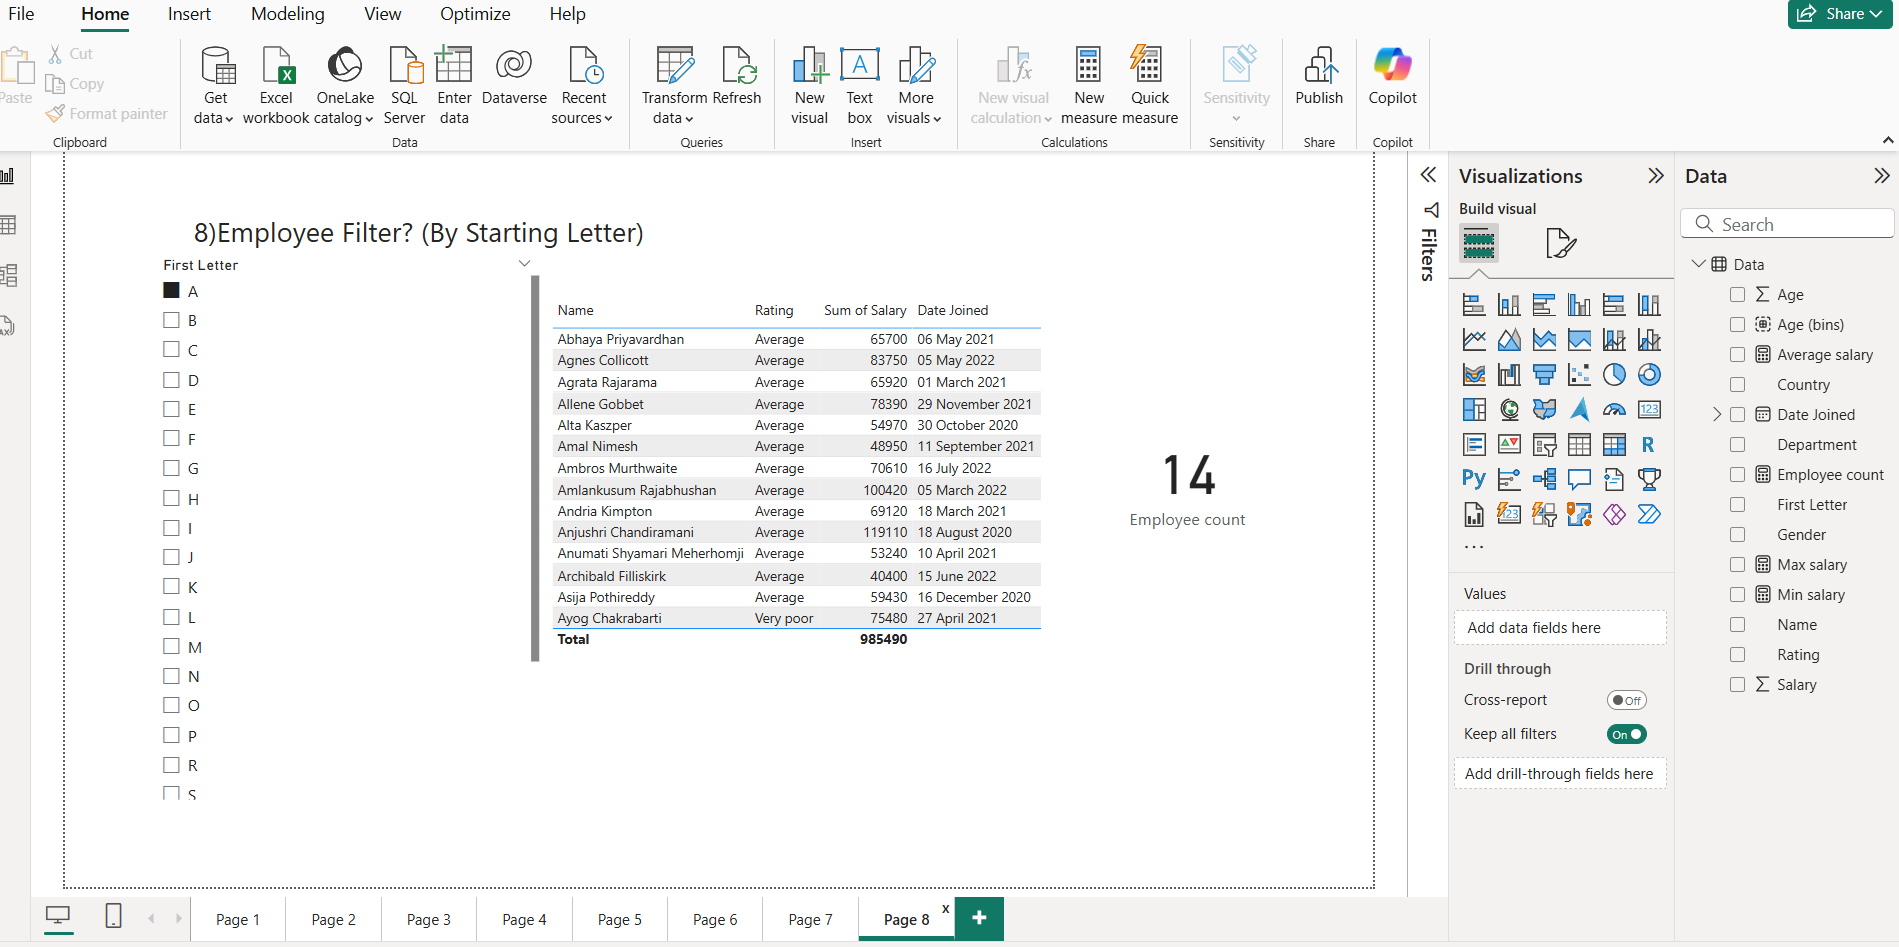 File Home Insert Modeling View Optimize Help Share
Paste
Cut
Copy
Format painter
Clipboard
Get data
Excel workbook
OneLake catalog
SQL Server
Enter data
Dataverse
Recent sources
Data
Transform data
Refresh
Queries
New visual
Text box
More visuals
Insert
New visual calculation
New measure
Quick measure
Calculations
Sensitivity
Sensitivity
Publish
Share
Copilot
Copilot
8)Employee Filter? (By Starting Letter)
First Letter
A
B
C
D
E
F
G
H
I
J
K
L
M
N
O
P
R
S
Name Rating Sum of Salary Date Joined
Abhaya Priyavardhan Average 65700 06 May 2021
Agnes Collicott Average 83750 05 May 2022
Agrata Rajarama Average 65920 01 March 2021
Allene Gobbet Average 78390 29 November 2021
Alta Kaszper Average 54970 30 October 2020
Amal Nimesh Average 48950 11 September 2021
Ambros Murthwaite Average 70610 16 July 2022
Amlankusum Rajabhushan Average 100420 05 March 2022
Andria Kimpton Average 69120 18 March 2021
Anjushri Chandiramani Average 119110 18 August 2020
Anumati Shyamari Meherhomji Average 53240 10 April 2021
Archibald Filliskirk Average 40400 15 June 2022
Asija Pothireddy Average 59430 16 December 2020
Ayog Chakrabarti Very poor 75480 27 April 2021
Total 985490
14
Employee count
Filters
Visualizations
Build visual
123
R
Py
123
...
Values
Add data fields here
Drill through
Cross-report Off
Keep all filters On
Add drill-through fields here
Data
Search
Data
Age
Age (bins)
Average salary
Country
Date Joined
Department
Employee count
First Letter
Gender
Max salary
Min salary
Name
Rating
Salary
Page 1 Page 2 Page 3 Page 4 Page 5 Page 6 Page 7 Page 8 x +